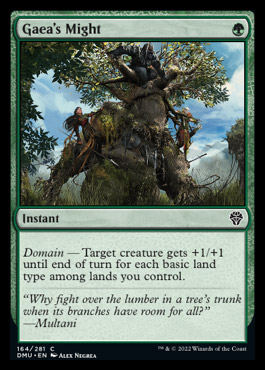 Gaea's Might
Instant
Domain — Target creature gets +1/+1
until end of turn for each basic land
type among lands you control.
“Why fight over the lumber in a tree's trunk
when its branches have room for all?”
—Multani
164/281 C
DMU • EN Alex Negrea
™ & © 2022 Wizards of the Coast